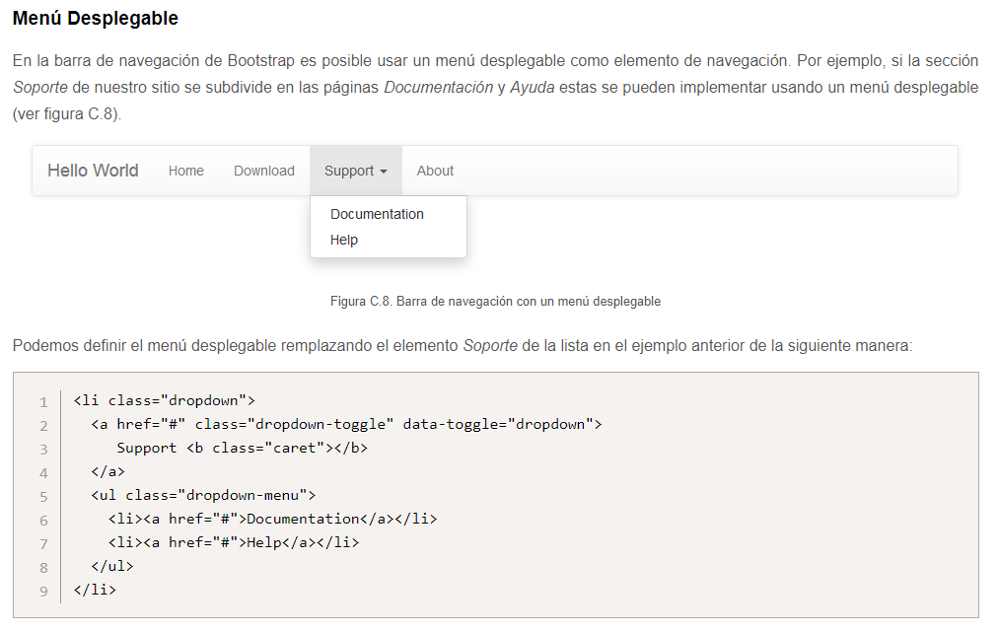 Menú Desplegable
En la barra de navegación de Bootstrap es posible usar un menú desplegable como elemento de navegación. Por ejemplo, si la sección
Soporte de nuestro sitio se subdivide en las páginas Documentación y Ayuda estas se pueden implementar usando un menú desplegable
(ver figura C.8).
Hello World Home Download Support About
Documentation
Help
Figura C.8. Barra de navegación con un menú desplegable
Podemos definir el menú desplegable remplazando el elemento Soporte de la lista en el ejemplo anterior de la siguiente manera:
1 <li class="dropdown">
2   <a href="#" class="dropdown-toggle" data-toggle="dropdown">
3      Support <b class="caret"></b>
4   </a>
5   <ul class="dropdown-menu">
6     <li><a href="#">Documentation</a></li>
7     <li><a href="#">Help</a></li>
8   </ul>
9 </li>